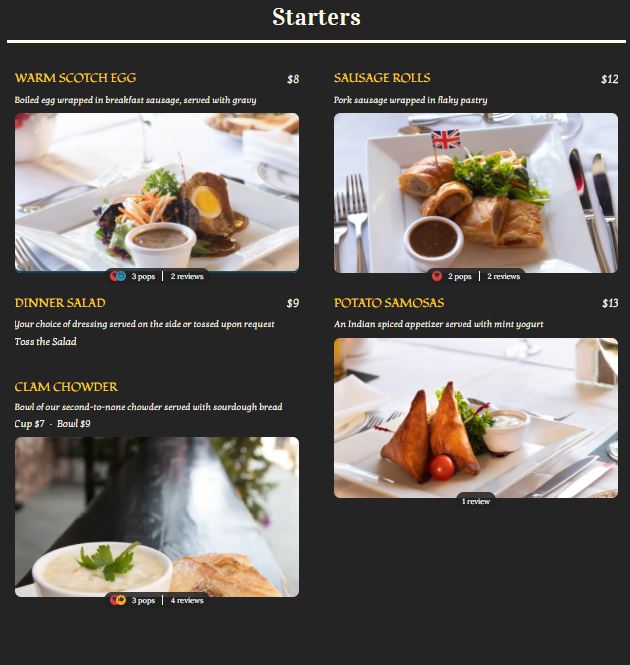 Starters
WARM SCOTCH EGG $8
Boiled egg wrapped in breakfast sausage, served with gravy
3 pops | 2 reviews
DINNER SALAD $9
Your choice of dressing served on the side or tossed upon request
Toss the Salad
CLAM CHOWDER
Bowl of our second-to-none chowder served with sourdough bread
Cup $7 · Bowl $9
3 pops | 4 reviews
SAUSAGE ROLLS $12
Pork sausage wrapped in flaky pastry
2 pops | 2 reviews
POTATO SAMOSAS $13
An Indian spiced appetizer served with mint yogurt
1 review